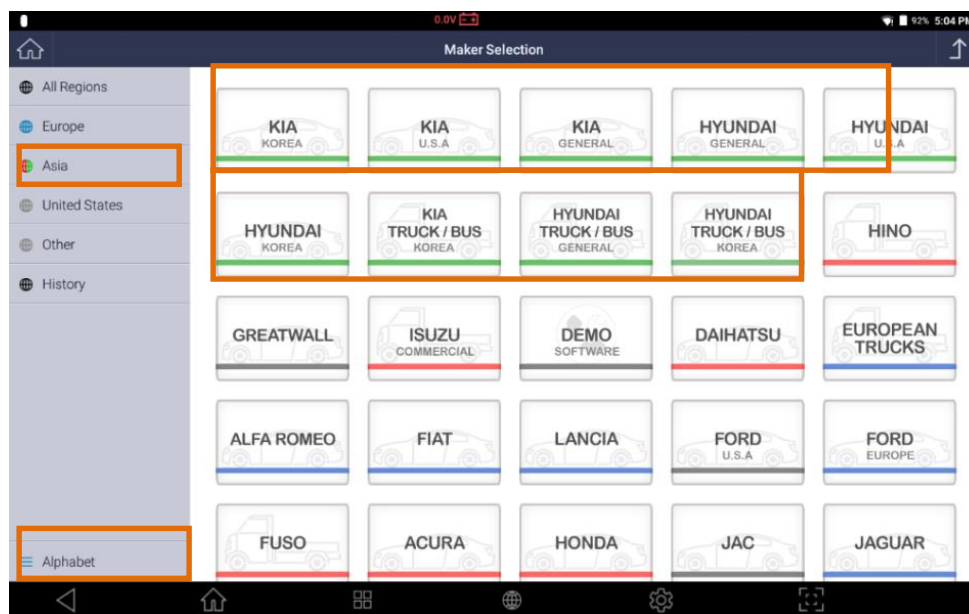 0.0V
92% 5:04 PM
Maker Selection
All Regions
Europe
Asia
United States
Other
History
Alphabet
KIA
KOREA
KIA
U.S.A
KIA
GENERAL
HYUNDAI
GENERAL
HYUNDAI
U.S.A
HYUNDAI
KOREA
KIA
TRUCK / BUS
KOREA
HYUNDAI
TRUCK / BUS
GENERAL
HYUNDAI
TRUCK / BUS
KOREA
HINO
GREATWALL
ISUZU
COMMERCIAL
DEMO
SOFTWARE
DAIHATSU
EUROPEAN
TRUCKS
ALFA ROMEO
FIAT
LANCIA
FORD
U.S.A
FORD
EUROPE
FUSO
ACURA
HONDA
JAC
JAGUAR